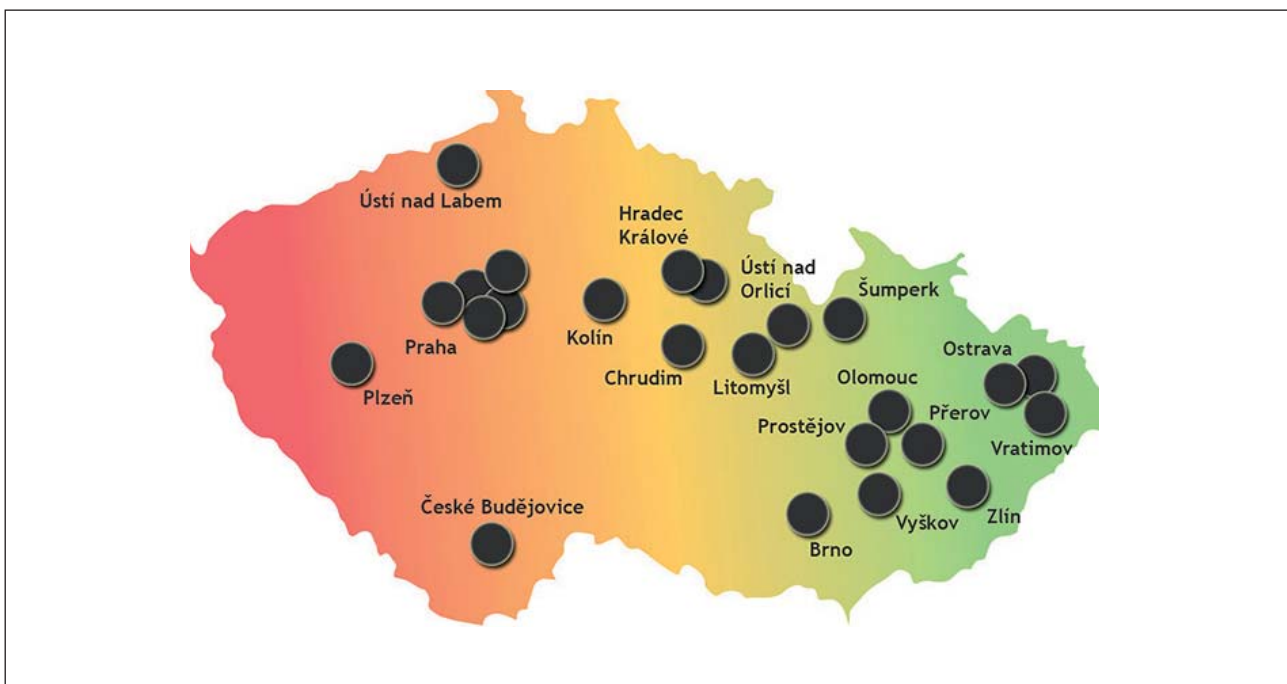 Ústí nad Labem
Hradec
Králové
Ústí nad
Orlicí
Šumperk
Praha
Kolín
Ostrava
Chrudim
Litomyšl
Olomouc
Plzeň
Prostějov
Přerov
Vratimov
České Budějovice
Vyškov
Zlín
Brno